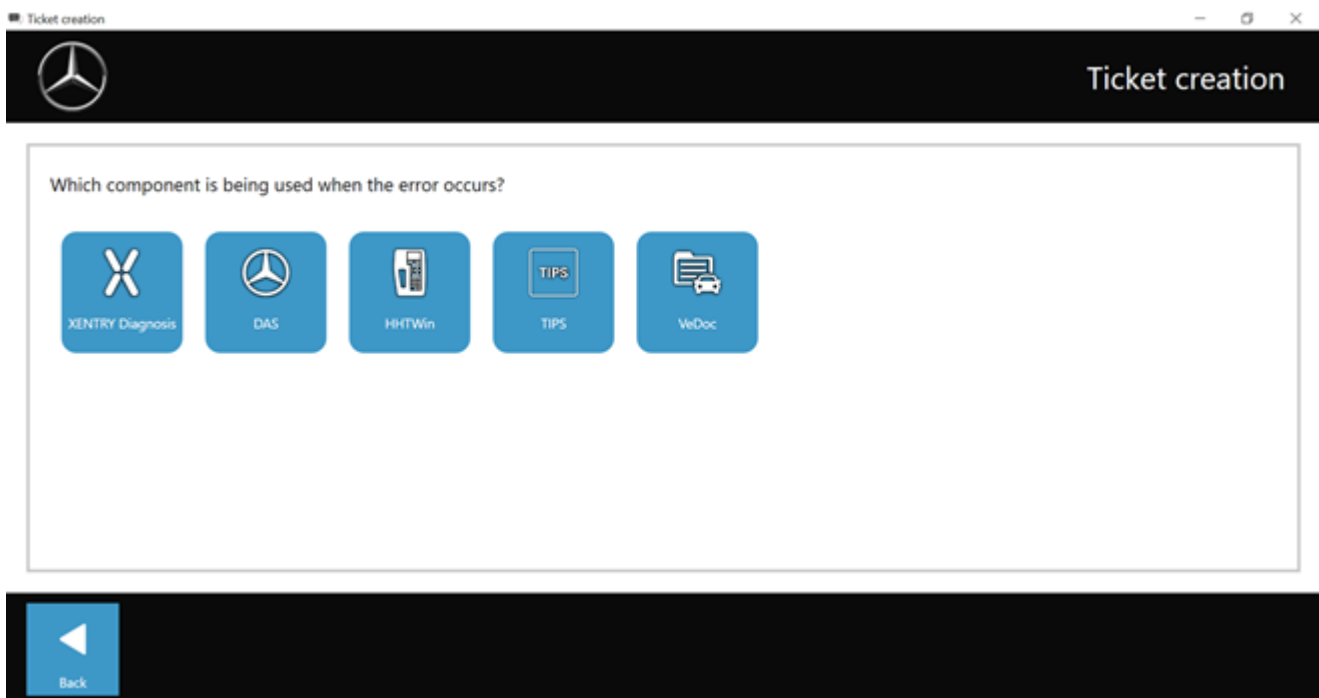 Ticket creation
Ticket creation
Which component is being used when the error occurs?
TIPS
XENTRY Diagnosis DAS HHTWin TIPS VeDoc
Back